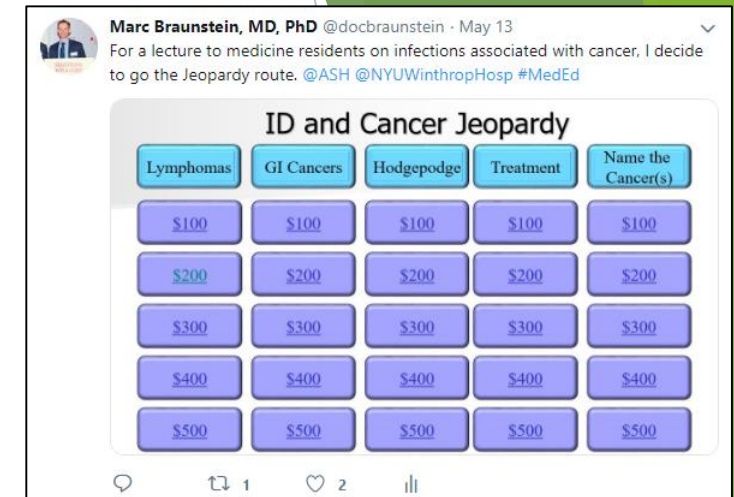 Marc Braunstein, MD, PhD @docbraunstein · May 13
For a lecture to medicine residents on infections associated with cancer, I decide
to go the Jeopardy route. @ASH @NYUWinthropHosp #MedEd
ID and Cancer Jeopardy
Lymphomas GI Cancers Hodgepodge Treatment Name the Cancer(s)
$100 $100 $100 $100 $100
$200 $200 $200 $200 $200
$300 $300 $300 $300 $300
$400 $400 $400 $400 $400
$500 $500 $500 $500 $500
1 2